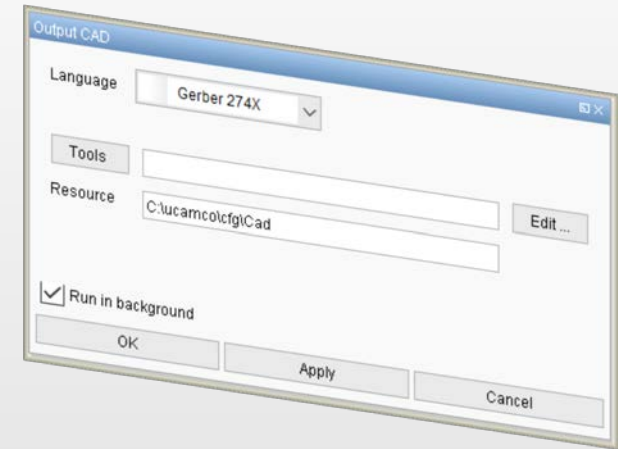 Output CAD
Language
Gerber 274X
Tools
Edit ...
Resource
C:\ucamco\cfg\Cad
Run in background
OK
Apply
Cancel